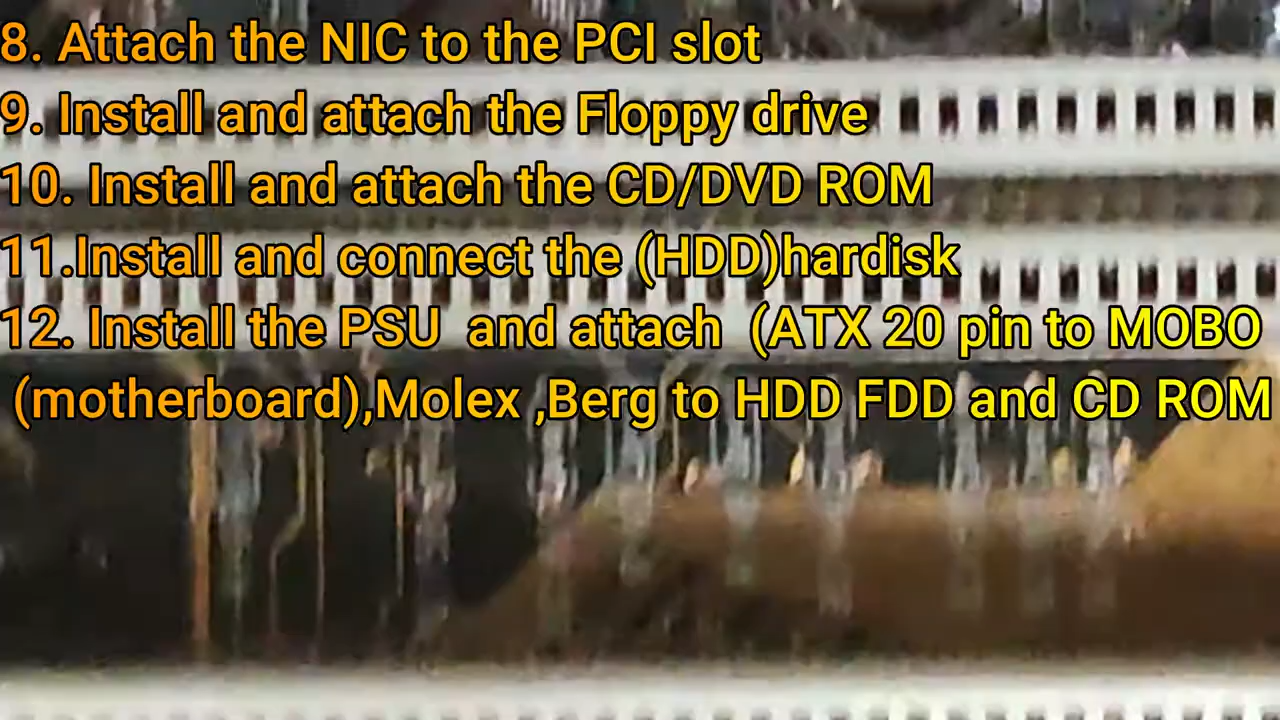 8. Attach the NIC to the PCI slot
9. Install and attach the Floppy drive
10. Install and attach the CD/DVD ROM
11.Install and connect the (HDD)hardisk
12. Install the PSU  and attach  (ATX 20 pin to MOBO
(motherboard),Molex ,Berg to HDD FDD and CD ROM